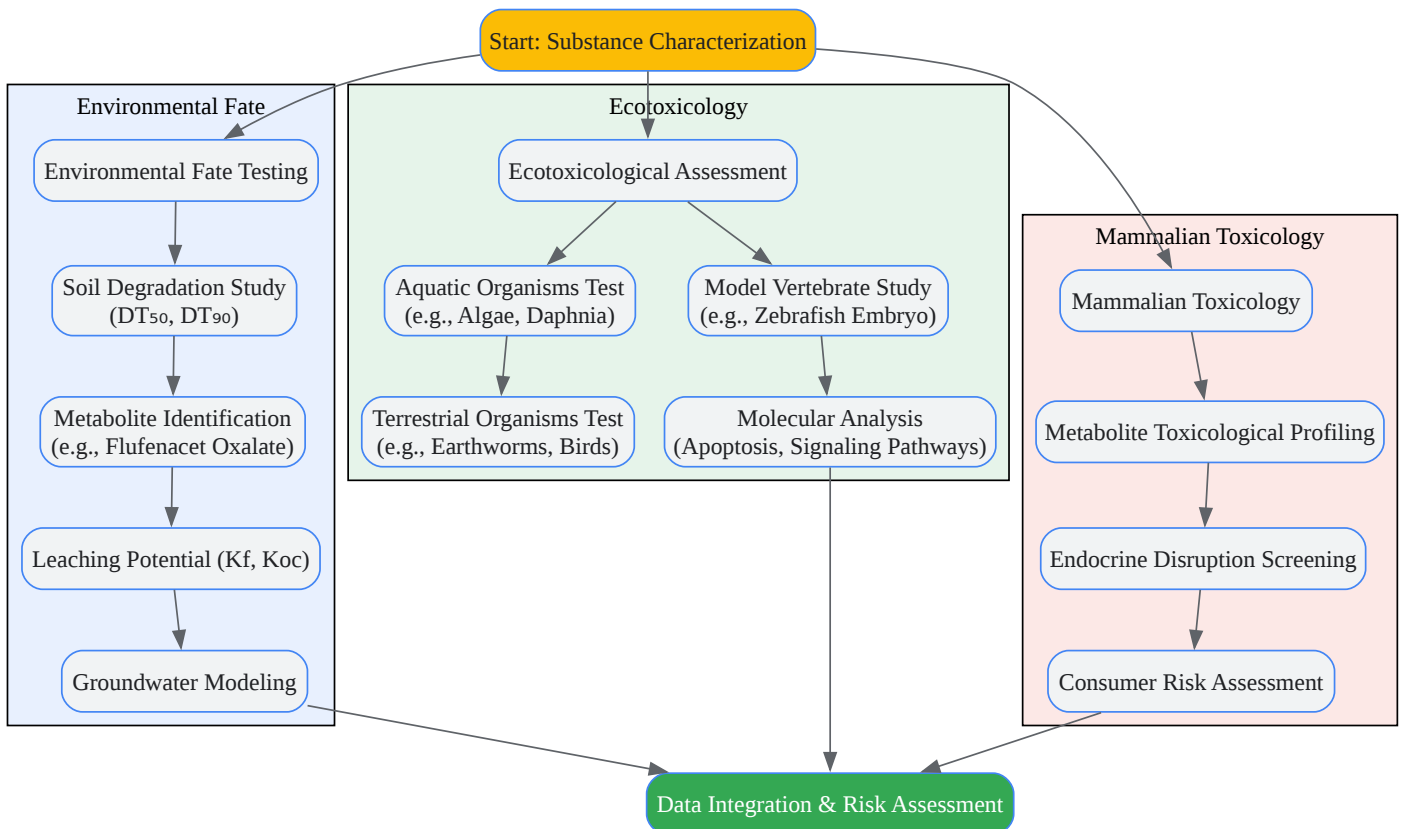 Start: Substance Characterization
Environmental Fate
Environmental Fate Testing
Soil Degradation Study
(DT₅₀, DT₉₀)
Metabolite Identification
(e.g., Flufenacet Oxalate)
Leaching Potential (Kf, Koc)
Groundwater Modeling
Ecotoxicology
Ecotoxicological Assessment
Aquatic Organisms Test
(e.g., Algae, Daphnia)
Terrestrial Organisms Test
(e.g., Earthworms, Birds)
Model Vertebrate Study
(e.g., Zebrafish Embryo)
Molecular Analysis
(Apoptosis, Signaling Pathways)
Mammalian Toxicology
Mammalian Toxicology
Metabolite Toxicological Profiling
Endocrine Disruption Screening
Consumer Risk Assessment
Data Integration & Risk Assessment